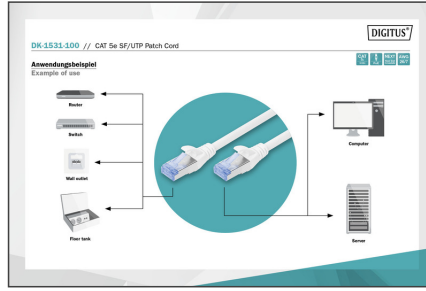 DIGITUS®
DK-1531-100 // CAT 5e SF/UTP Patch Cord
Anwendungsbeispiel
Example of use
Router
Switch
Wall outlet
Floor tank
Computer
Server